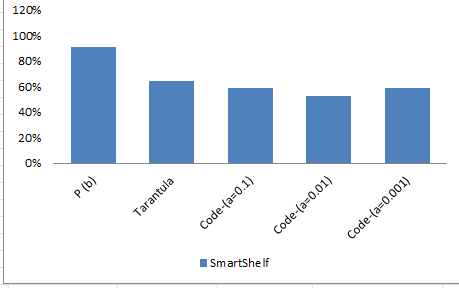 120%
100%
80%
60%
40%
20%
0%
P (b)
Tarantula
Code-(a=0.1)
Code-(a=0.01)
Code-(a=0.001)
SmartShelf